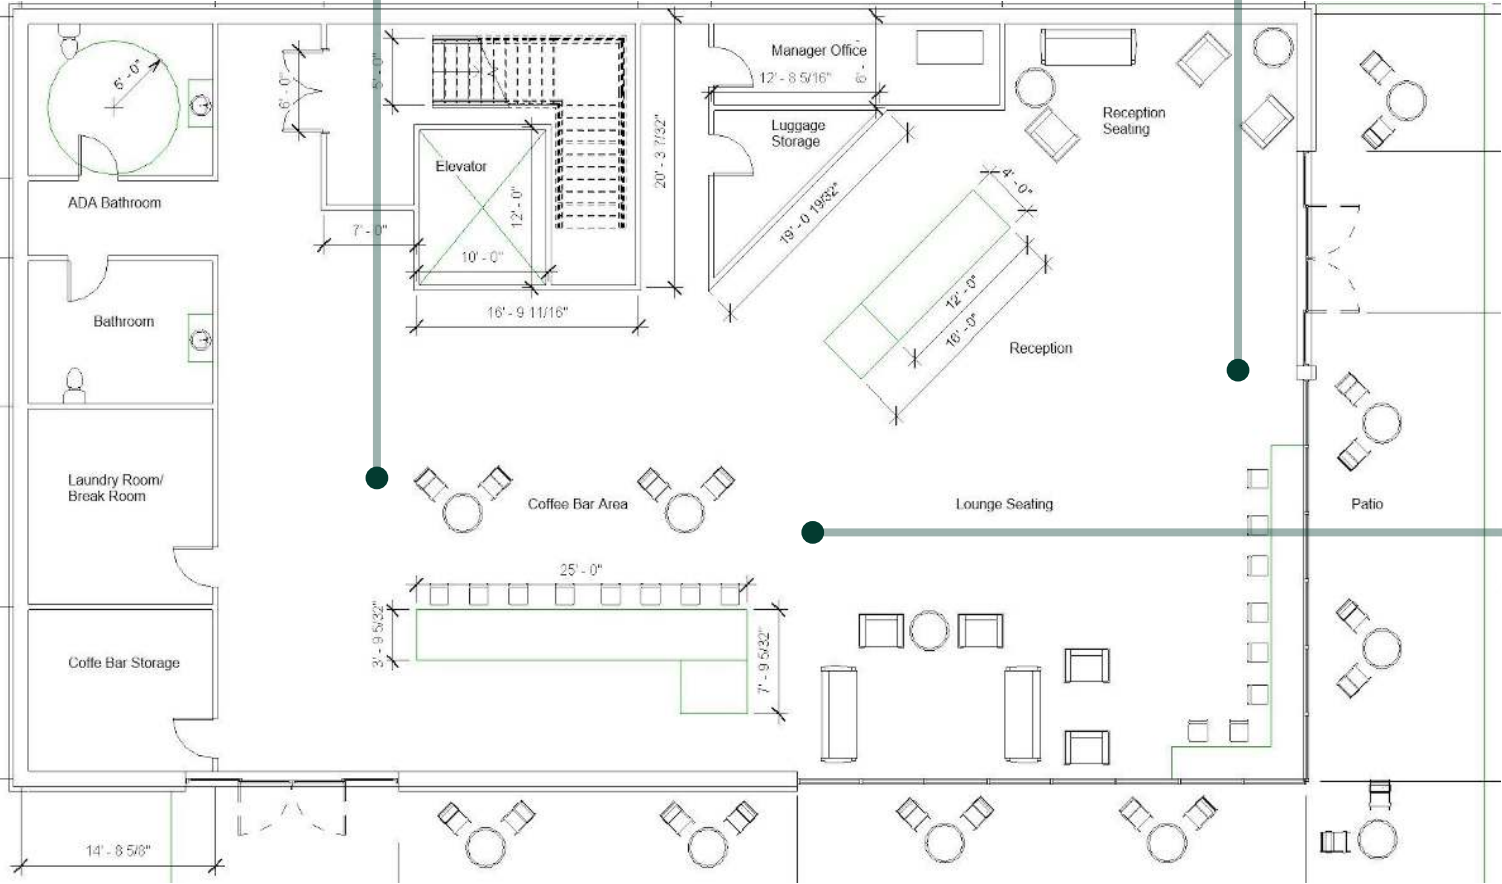 6' - 0"
ADA Bathroom
Bathroom
Laundry Room/
Break Room
Coffe Bar Storage
14' - 8 5/8"
6' - 0"
5' - 0"
Elevator
12' - 0"
10' - 0"
7' - 0"
16' - 9 11/16"
20' - 3 7/32"
Manager Office
12' - 8 5/16"
6' -
Luggage
Storage
19' - 0 19/32"
Reception
Seating
4' - 0"
12' - 0"
16' - 0"
Reception
Coffee Bar Area
Lounge Seating
Patio
25' - 0"
3' - 9 5/32"
7' - 9 5/32"